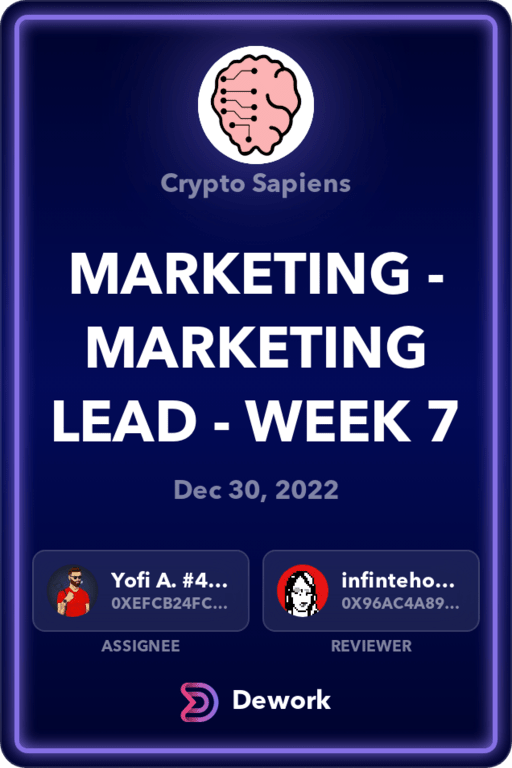 Crypto Sapiens
MARKETING -
MARKETING
LEAD - WEEK 7
Dec 30, 2022
Yofi A. #4...
0XEFCB24FC...
infinteho...
0X96AC4A89...
ASSIGNEE
REVIEWER
Dework